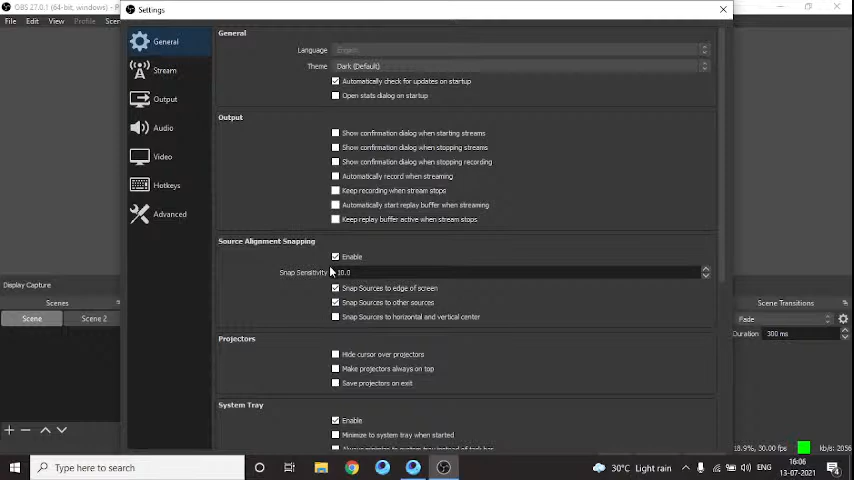 OBS 27.0.1 (64-bit, windows) - P
Settings
File Edit View Profile Scen
General
Stream
Output
Audio
Video
Hotkeys
Advanced
General
Language English
Theme Dark (Default)
Automatically check for updates on startup
Open stats dialog on startup
Output
Show confirmation dialog when starting streams
Show confirmation dialog when stopping streams
Show confirmation dialog when stopping recording
Automatically record when streaming
Keep recording when stream stops
Automatically start replay buffer when streaming
Keep replay buffer active when stream stops
Source Alignment Snapping
Enable
Snap Sensitivity 10.0
Snap Sources to edge of screen
Snap Sources to other sources
Snap Sources to horizontal and vertical center
Projectors
Hide cursor over projectors
Make projectors always on top
Save projectors on exit
System Tray
Enable
Minimize to system tray when started
Display Capture
Scenes
Scene Scene 2
Scene Transitions
Fade
Duration 300 ms
18.9%, 30.00 fps kb/s: 2056
Type here to search
30°C Light rain
ENG
16:06
13-07-2021
4